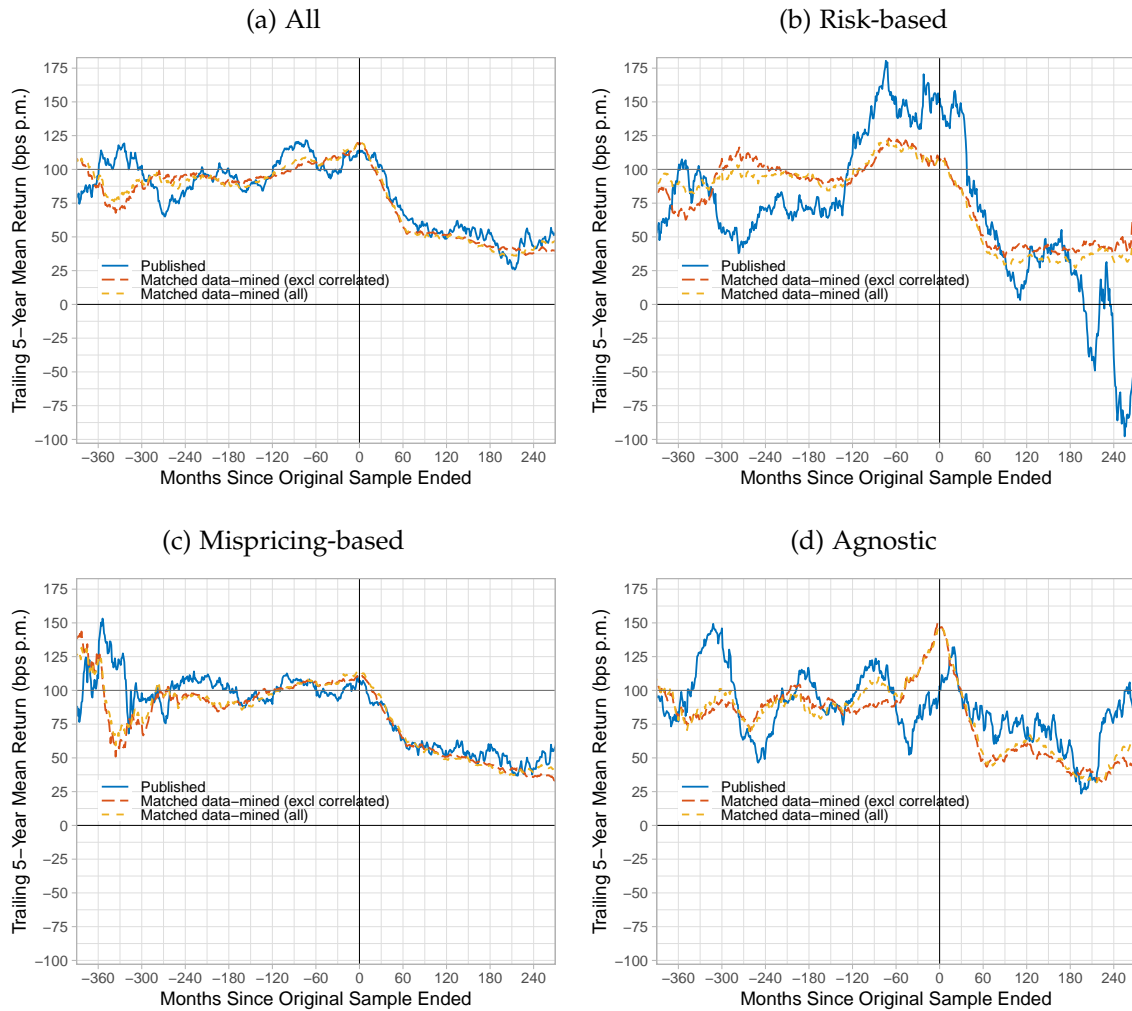 (a) All
Trailing 5−Year Mean Return (bps p.m.)
175
150
125
100
75
50
25
0
−25
−50
−75
−100
Published
Matched data−mined (excl correlated)
Matched data−mined (all)
−360 −300 −240 −180 −120 −60 0 60 120 180 240
Months Since Original Sample Ended
(b) Risk-based
Trailing 5−Year Mean Return (bps p.m.)
175
150
125
100
75
50
25
0
−25
−50
−75
−100
Published
Matched data−mined (excl correlated)
Matched data−mined (all)
−360 −300 −240 −180 −120 −60 0 60 120 180 240
Months Since Original Sample Ended
(c) Mispricing-based
Trailing 5−Year Mean Return (bps p.m.)
175
150
125
100
75
50
25
0
−25
−50
−75
−100
Published
Matched data−mined (excl correlated)
Matched data−mined (all)
−360 −300 −240 −180 −120 −60 0 60 120 180 240
Months Since Original Sample Ended
(d) Agnostic
Trailing 5−Year Mean Return (bps p.m.)
175
150
125
100
75
50
25
0
−25
−50
−75
−100
Published
Matched data−mined (excl correlated)
Matched data−mined (all)
−360 −300 −240 −180 −120 −60 0 60 120 180 240
Months Since Original Sample Ended